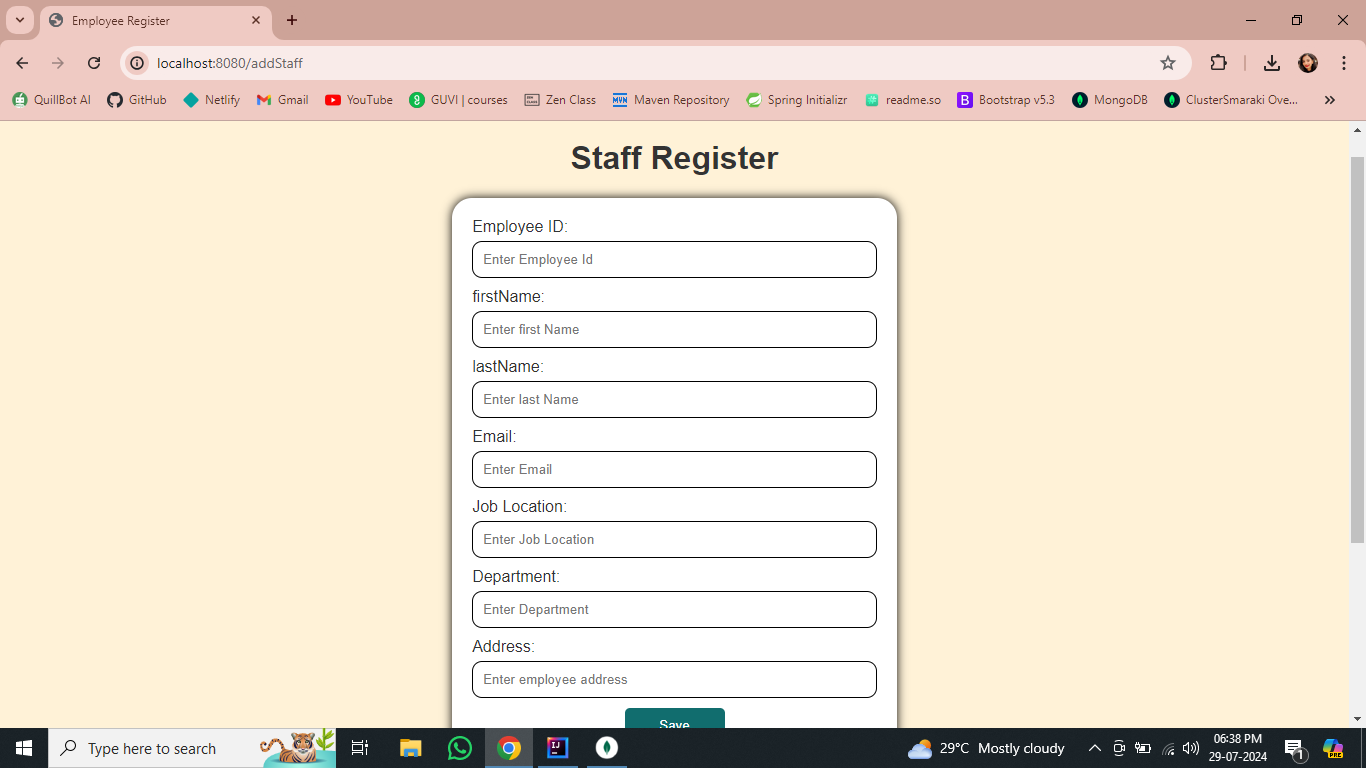 Employee Register
localhost:8080/addStaff
QuillBot AI GitHub Netlify Gmail YouTube GUVI | courses Zen Class Maven Repository Spring Initializr readme.so Bootstrap v5.3 MongoDB ClusterSmaraki Ove...
Staff Register
Employee ID:
Enter Employee Id
firstName:
Enter first Name
lastName:
Enter last Name
Email:
Enter Email
Job Location:
Enter Job Location
Department:
Enter Department
Address:
Enter employee address
Save
Type here to search
29°C Mostly cloudy
06:38 PM
29-07-2024
1
PRE